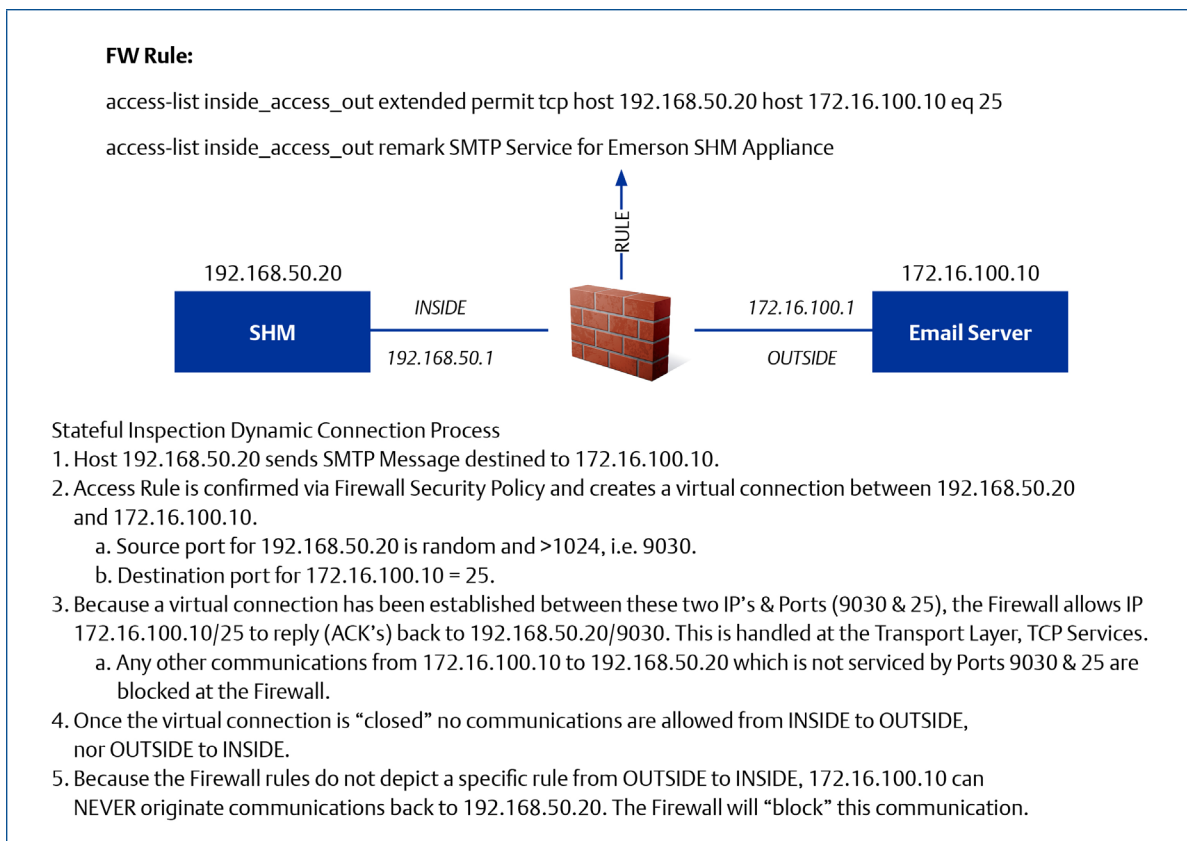 FW Rule:
access-list inside_access_out extended permit tcp host 192.168.50.20 host 172.16.100.10 eq 25
access-list inside_access_out remark SMTP Service for Emerson SHM Appliance
RULE
192.168.50.20
172.16.100.10
SHM
INSIDE
192.168.50.1
172.16.100.1
OUTSIDE
Email Server
Stateful Inspection Dynamic Connection Process
1. Host 192.168.50.20 sends SMTP Message destined to 172.16.100.10.
2. Access Rule is confirmed via Firewall Security Policy and creates a virtual connection between 192.168.50.20
and 172.16.100.10.
a. Source port for 192.168.50.20 is random and >1024, i.e. 9030.
b. Destination port for 172.16.100.10 = 25.
3. Because a virtual connection has been established between these two IP’s & Ports (9030 & 25), the Firewall allows IP
172.16.100.10/25 to reply (ACK’s) back to 192.168.50.20/9030. This is handled at the Transport Layer, TCP Services.
a. Any other communications from 172.16.100.10 to 192.168.50.20 which is not serviced by Ports 9030 & 25 are
blocked at the Firewall.
4. Once the virtual connection is “closed” no communications are allowed from INSIDE to OUTSIDE,
nor OUTSIDE to INSIDE.
5. Because the Firewall rules do not depict a specific rule from OUTSIDE to INSIDE, 172.16.100.10 can
NEVER originate communications back to 192.168.50.20. The Firewall will “block” this communication.